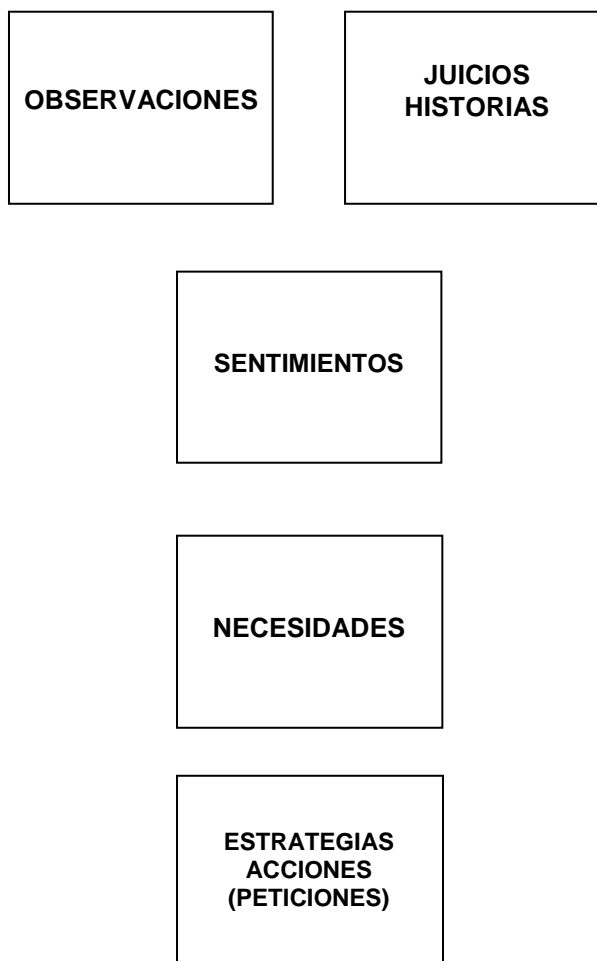 OBSERVACIONES
JUICIOS
HISTORIAS
SENTIMIENTOS
NECESIDADES
ESTRATEGIAS
ACCIONES
(PETICIONES)